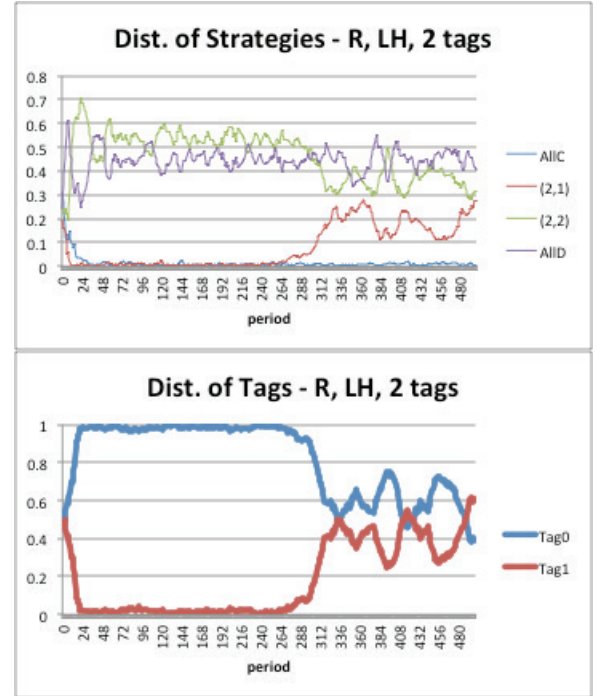 Dist. of Strategies - R, LH, 2 tags
0.8
0.7
0.6
0.5
0.4
0.3
0.2
0.1
0
0 24 48 72 96 120 144 168 192 216 240 264 288 312 336 360 384 408 432 456 480
period
AllC
(2,1)
(2,2)
AllD
Dist. of Tags - R, LH, 2 tags
1
0.8
0.6
0.4
0.2
0
0 24 48 72 96 120 144 168 192 216 240 264 288 312 336 360 384 408 432 456 480
period
Tag0
Tag1